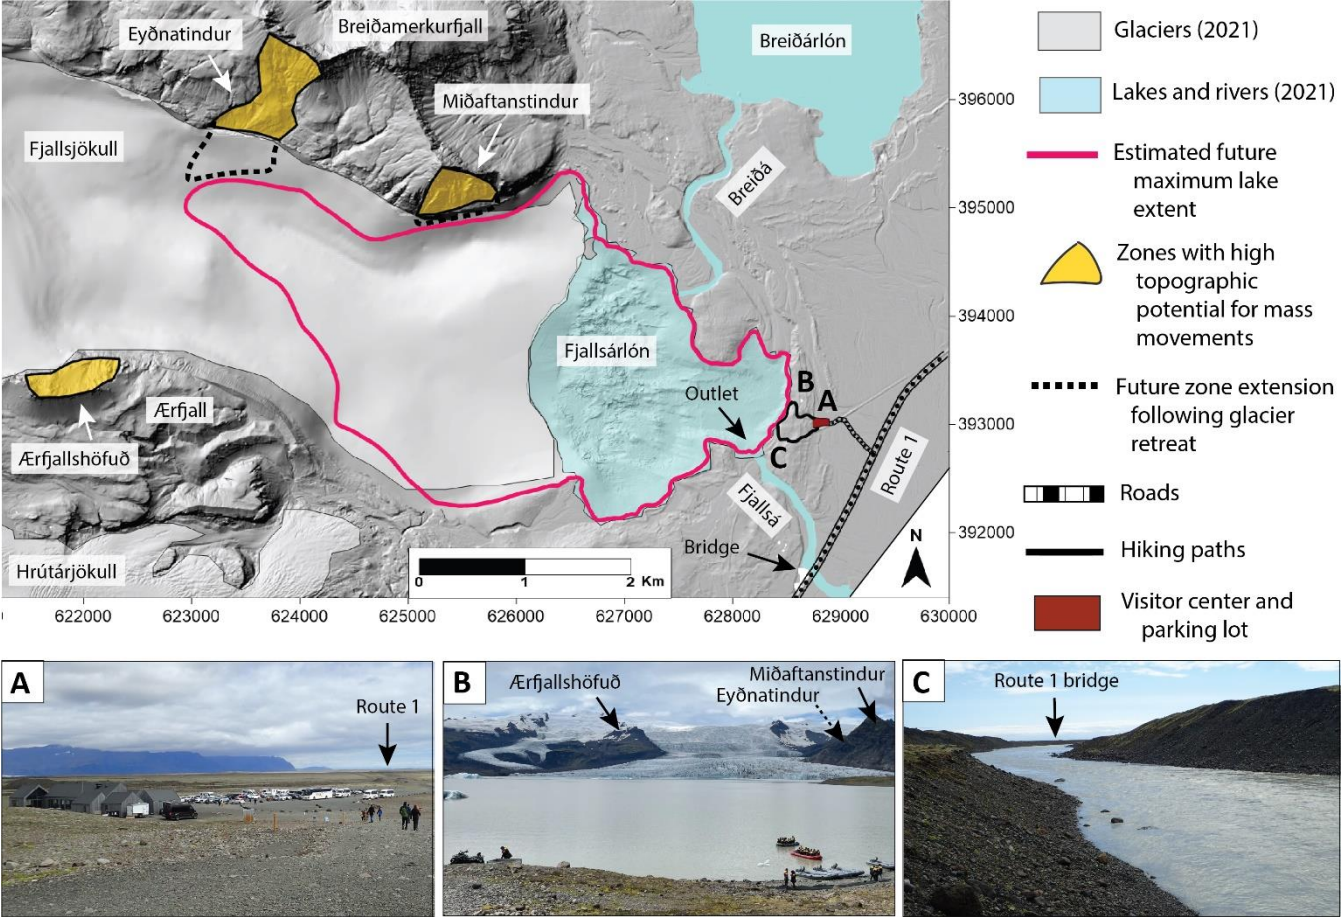 Eyðnatindur
Breiðamerkurfjall
Breiðárlón
Miðaftanstindur
Fjallsjökull
Breiðá
Fjallsárlón
Outlet
B
A
C
Ærfjall
Ærfjallshöfuð
Route 1
Fjallsá
Bridge
N
Hrútárjökull
0 1 2 Km
396000
395000
394000
393000
392000
622000 623000 624000 625000 626000 627000 628000 629000 630000
Glaciers (2021)
Lakes and rivers (2021)
Estimated future
maximum lake
extent
Zones with high
topographic
potential for mass
movements
Future zone extension
following glacier
retreat
Roads
Hiking paths
Visitor center and
parking lot
A
Route 1
B
Ærfjallshöfuð
Miðaftanstindur
Eyðnatindur
C
Route 1 bridge